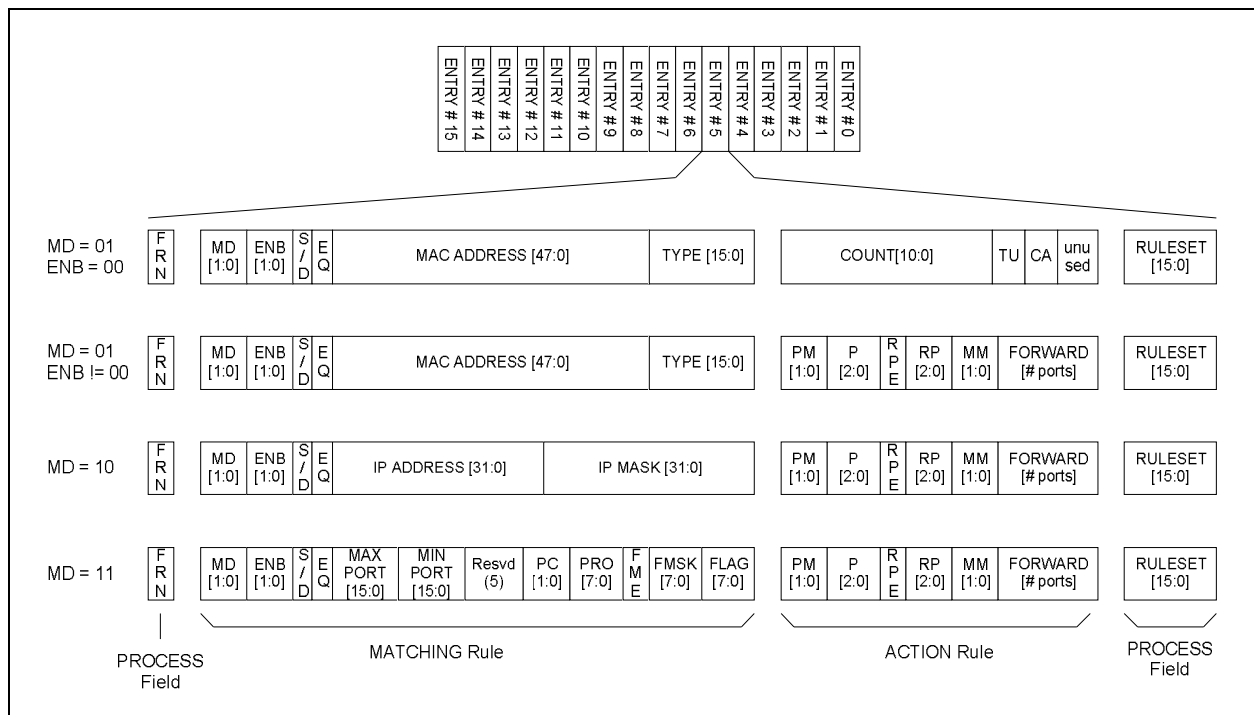 ENTRY # 15
ENTRY # 14
ENTRY # 13
ENTRY # 12
ENTRY # 11
ENTRY # 10
ENTRY # 9
ENTRY # 8
ENTRY # 7
ENTRY # 6
ENTRY # 5
ENTRY # 4
ENTRY # 3
ENTRY # 2
ENTRY # 1
ENTRY # 0
MD = 01
ENB = 00
FRN
MD
[1:0]
ENB
[1:0]
S/D
EQ
MAC ADDRESS [47:0]
TYPE [15:0]
COUNT[10:0]
TU
CA
unu
sed
RULESET
[15:0]
MD = 01
ENB != 00
FRN
MD
[1:0]
ENB
[1:0]
S/D
EQ
MAC ADDRESS [47:0]
TYPE [15:0]
PM
[1:0]
P
[2:0]
RPE
RP
[2:0]
MM
[1:0]
FORWARD
[# ports]
RULESET
[15:0]
MD = 10
FRN
MD
[1:0]
ENB
[1:0]
S/D
EQ
IP ADDRESS [31:0]
IP MASK [31:0]
PM
[1:0]
P
[2:0]
RPE
RP
[2:0]
MM
[1:0]
FORWARD
[# ports]
RULESET
[15:0]
MD = 11
FRN
MD
[1:0]
ENB
[1:0]
S/D
EQ
MAX
PORT
[15:0]
MIN
PORT
[15:0]
Resvd
(5)
PC
[1:0]
PRO
[7:0]
FME
FMSK
[7:0]
FLAG
[7:0]
PM
[1:0]
P
[2:0]
RPE
RP
[2:0]
MM
[1:0]
FORWARD
[# ports]
RULESET
[15:0]
PROCESS
Field
MATCHING Rule
ACTION Rule
PROCESS
Field